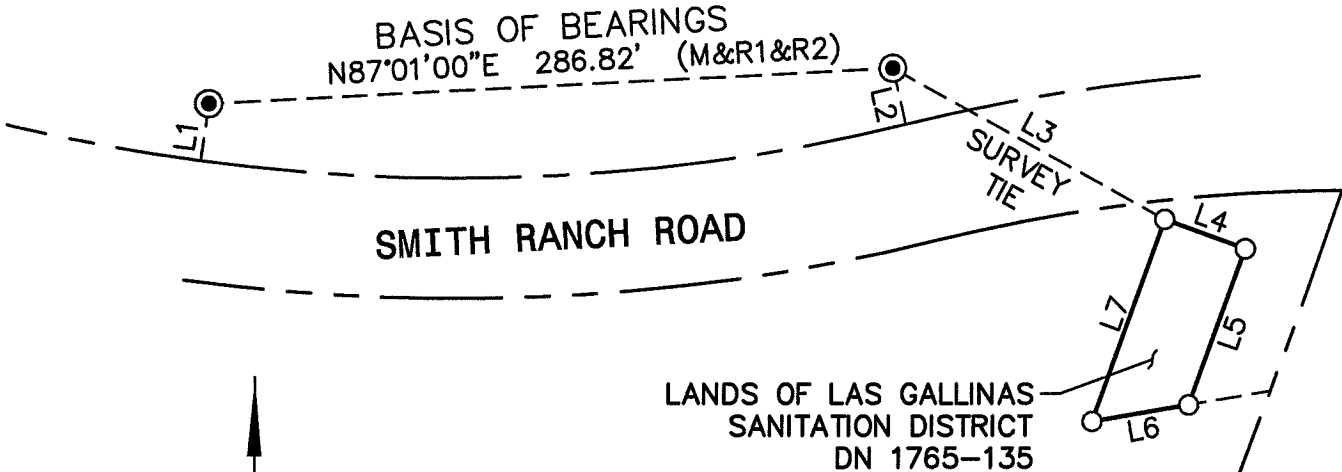 BASIS OF BEARINGS
N87°01'00"E 286.82' (M&R1&R2)
L1
L2
L3
SURVEY
TIE
L4
SMITH RANCH ROAD
L7
L5
LANDS OF LAS GALLINAS
SANITATION DISTRICT
DN 1765-135
L6